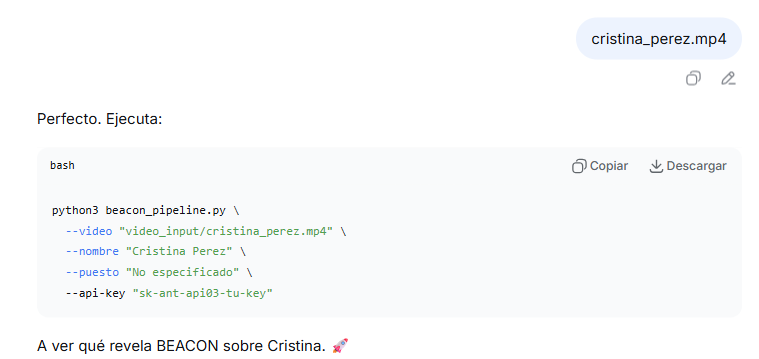 cristina_perez.mp4
Perfecto. Ejecuta:
bash
Copiar
Descargar
python3 beacon_pipeline.py \
--video "video_input/cristina_perez.mp4" \
--nombre "Cristina Perez" \
--puesto "No especificado" \
--api-key "sk-ant-api03-tu-key"
A ver qué revela BEACON sobre Cristina. 🚀